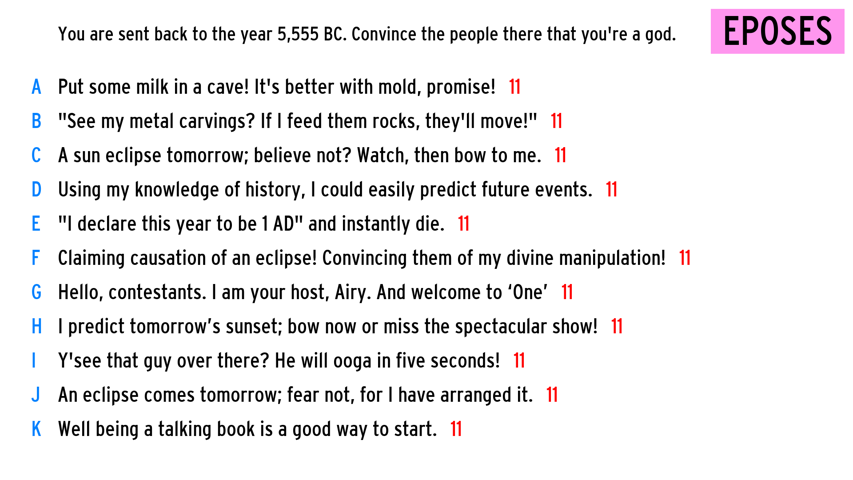 You are sent back to the year 5,555 BC. Convince the people there that you're a god.
EPOSES
A Put some milk in a cave! It's better with mold, promise! 11
B "See my metal carvings? If I feed them rocks, they'll move!" 11
C A sun eclipse tomorrow; believe not? Watch, then bow to me. 11
D Using my knowledge of history, I could easily predict future events. 11
E "I declare this year to be 1 AD" and instantly die. 11
F Claiming causation of an eclipse! Convincing them of my divine manipulation! 11
G Hello, contestants. I am your host, Airy. And welcome to ‘One’ 11
H I predict tomorrow’s sunset; bow now or miss the spectacular show! 11
I Y'see that guy over there? He will ooga in five seconds! 11
J An eclipse comes tomorrow; fear not, for I have arranged it. 11
K Well being a talking book is a good way to start. 11